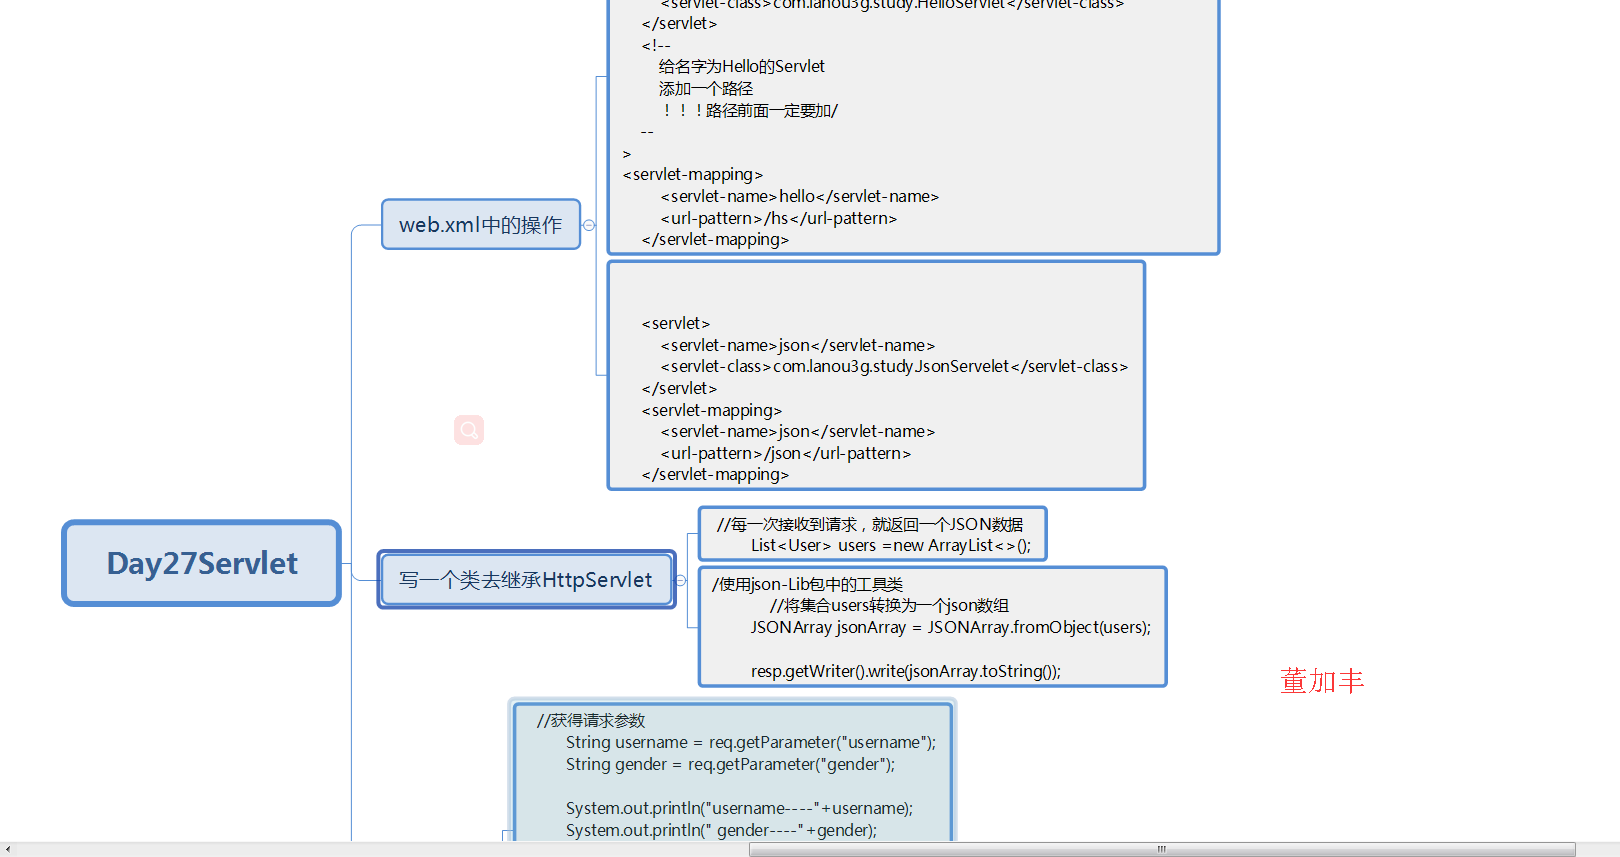 <servlet-class>com.lanou3g.study.HelloServlet</servlet-class>
</servlet>
<!--
给名字为Hello的Servlet
添加一个路径
！！！路径前面一定要加/
--
>
<servlet-mapping>
<servlet-name>hello</servlet-name>
<url-pattern>/hs</url-pattern>
</servlet-mapping>
web.xml中的操作
<servlet>
<servlet-name>json</servlet-name>
<servlet-class>com.lanou3g.study.JsonServelet</servlet-class>
</servlet>
<servlet-mapping>
<servlet-name>json</servlet-name>
<url-pattern>/json</url-pattern>
</servlet-mapping>
Day27Servlet
写一个类去继承HttpServlet
//每一次接收到请求，就返回一个JSON数据
List<User> users =new ArrayList<>();
/使用json-Lib包中的工具类
//将集合users转换为一个json数组
JSONArray jsonArray = JSONArray.fromObject(users);
resp.getWriter().write(jsonArray.toString());
董加丰
//获得请求参数
String username = req.getParameter("username");
String gender = req.getParameter("gender");
System.out.println("username----"+username);
System.out.println(" gender----"+gender);